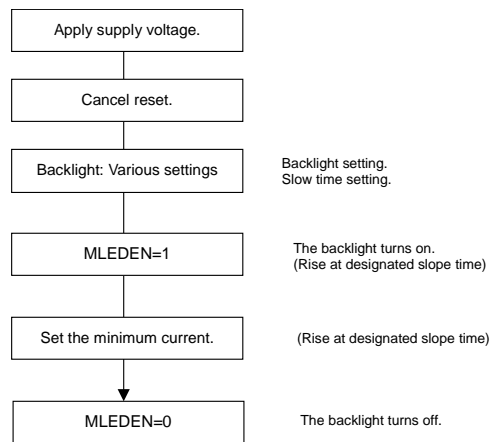 Apply supply voltage.
Cancel reset.
Backlight: Various settings
Backlight setting.
Slow time setting.
MLEDEN=1
The backlight turns on.
(Rise at designated slope time)
Set the minimum current.
(Rise at designated slope time)
MLEDEN=0
The backlight turns off.